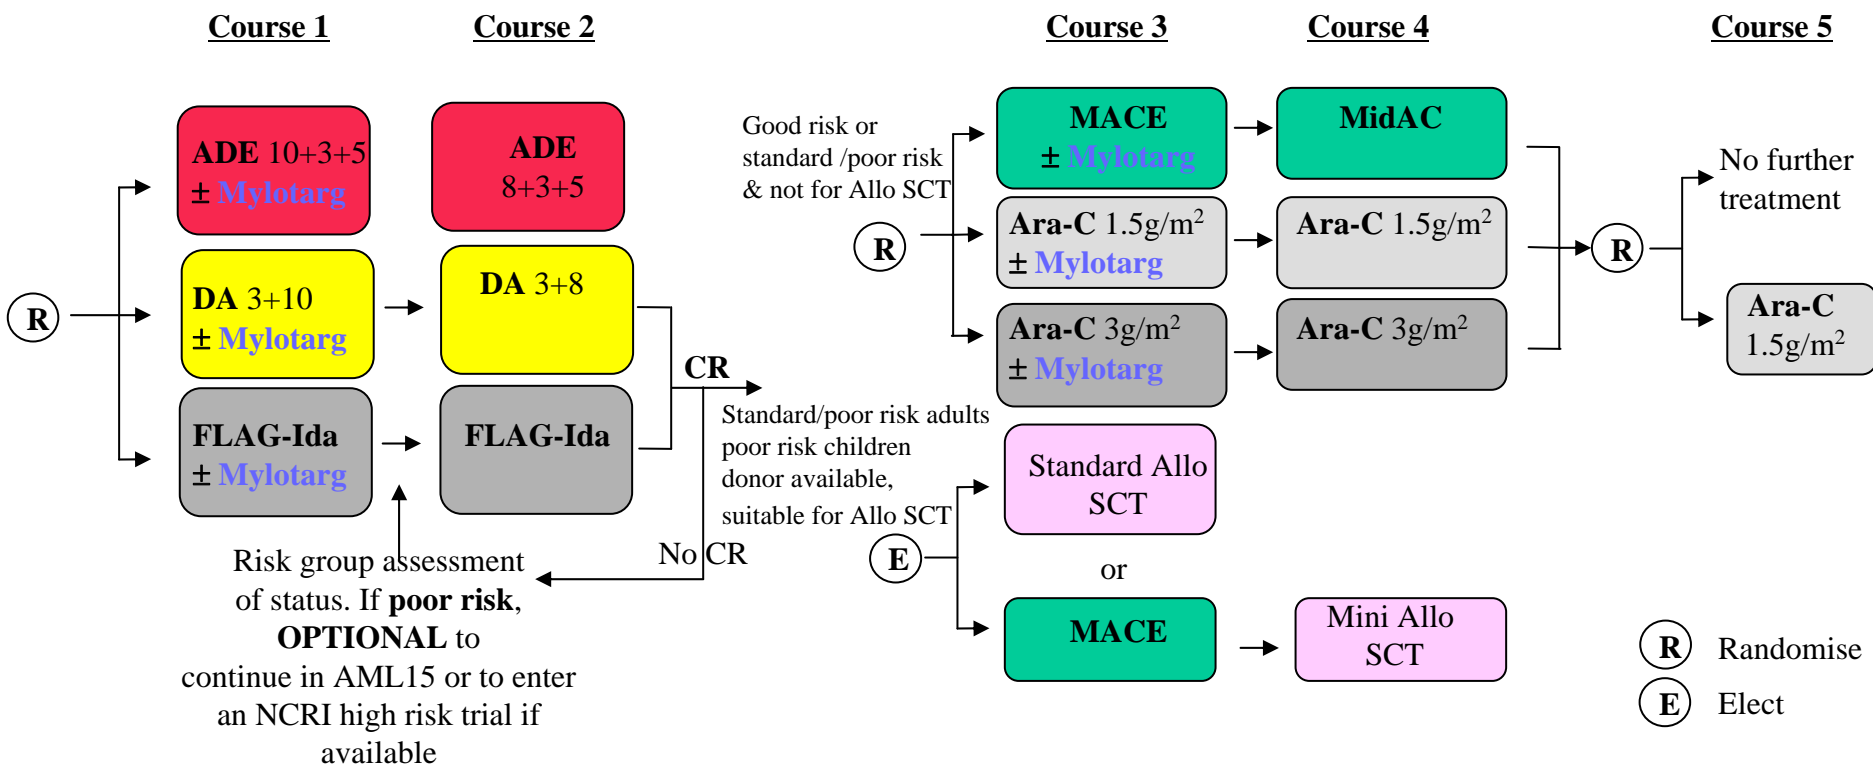 Course 1
Course 2
Course 3
Course 4
Course 5
ADE 10+3+5
± Mylotarg
ADE
8+3+5
R
DA 3+10
± Mylotarg
DA 3+8
FLAG-Ida
± Mylotarg
FLAG-Ida
CR
No CR
Risk group assessment
of status. If poor risk,
OPTIONAL to
continue in AML15 or to enter
an NCRI high risk trial if
available
Good risk or
standard /poor risk
& not for Allo SCT
R
MACE
± Mylotarg
MidAC
Ara-C 1.5g/m²
± Mylotarg
Ara-C 1.5g/m²
Ara-C 3g/m²
± Mylotarg
Ara-C 3g/m²
R
No further
treatment
Ara-C
1.5g/m²
Standard/poor risk adults
poor risk children
donor available,
suitable for Allo SCT
E
Standard Allo
SCT
or
MACE
Mini Allo
SCT
R Randomise
E Elect